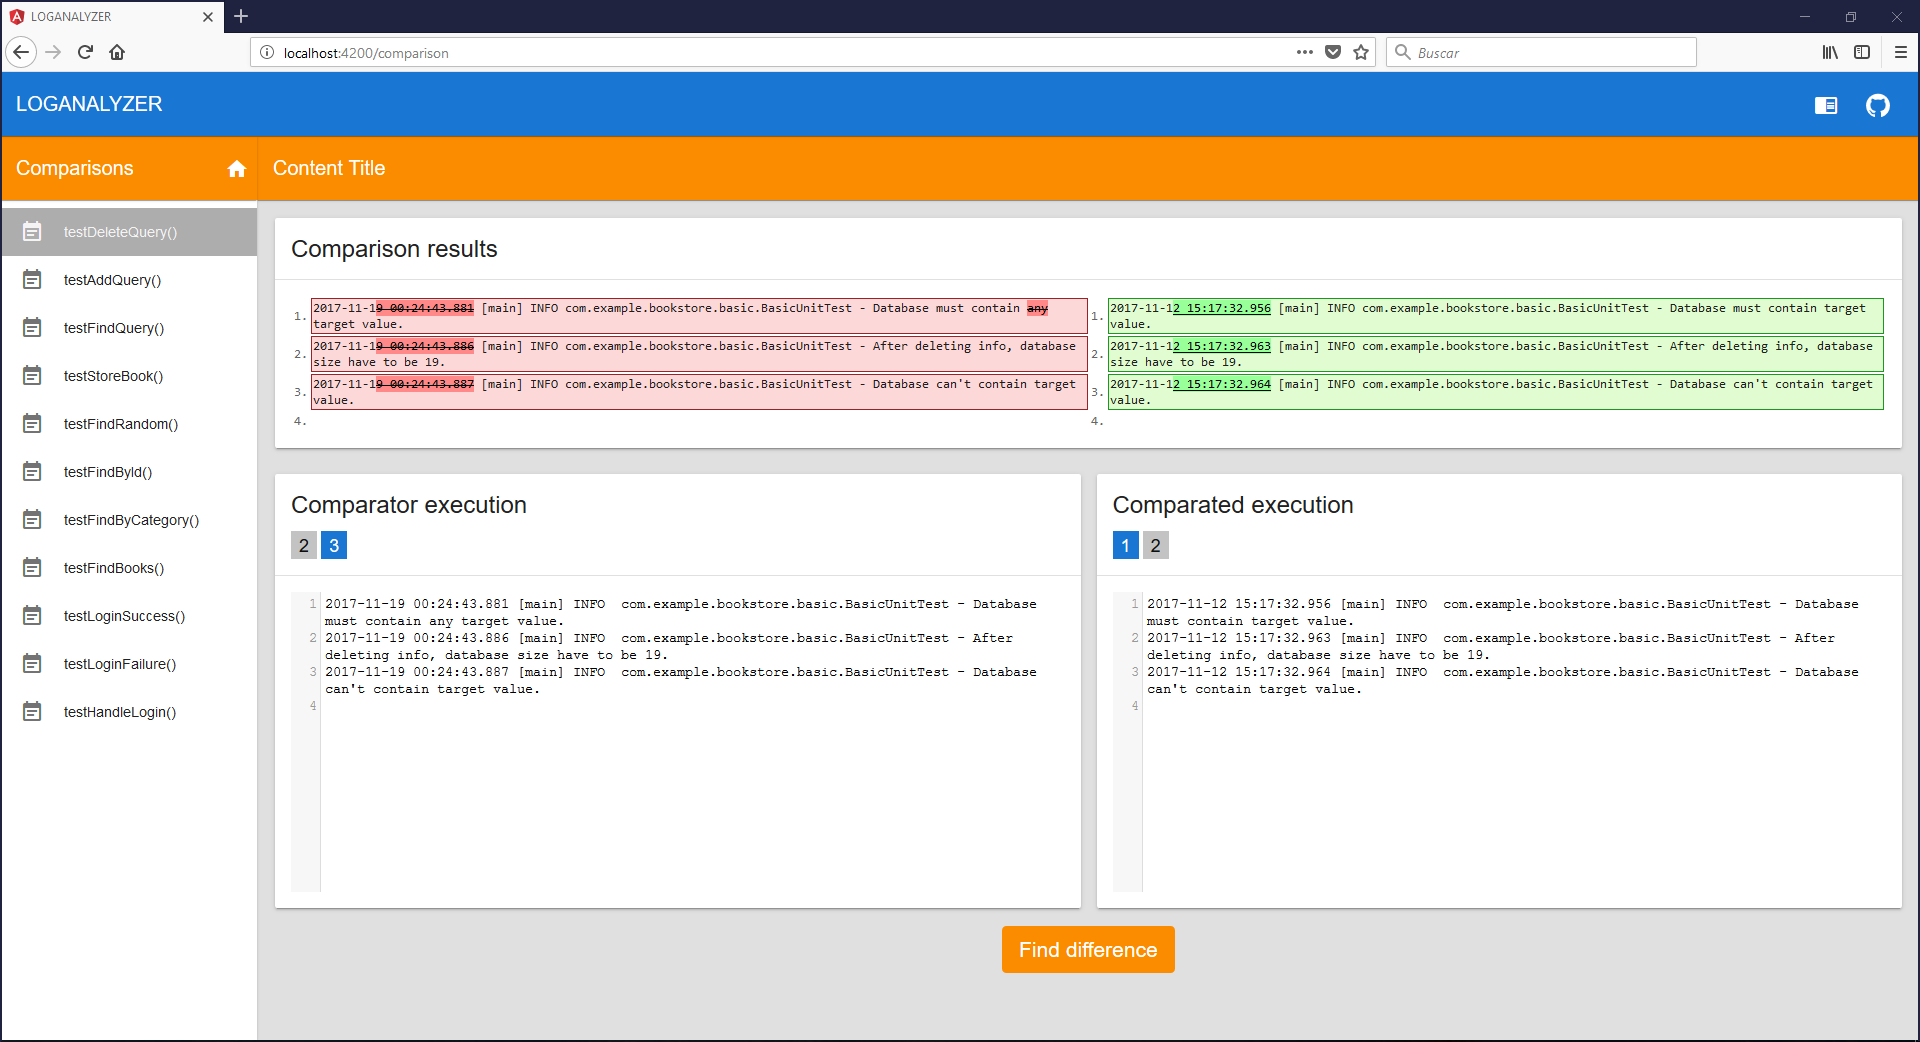 LOGANALYZER
localhost:4200/comparison
Buscar
LOGANALYZER
Comparisons
Content Title
testDeleteQuery()
testAddQuery()
testFindQuery()
testStoreBook()
testFindRandom()
testFindById()
testFindByCategory()
testFindBooks()
testLoginSuccess()
testLoginFailure()
testHandleLogin()
Comparison results
1. 2017-11-19 00:24:43.881 [main] INFO com.example.bookstore.basic.BasicUnitTest - Database must contain any
target value.
2. 2017-11-19 00:24:43.886 [main] INFO com.example.bookstore.basic.BasicUnitTest - After deleting info, database
size have to be 19.
3. 2017-11-19 00:24:43.887 [main] INFO com.example.bookstore.basic.BasicUnitTest - Database can't contain target
value.
4.
1. 2017-11-12 15:17:32.956 [main] INFO com.example.bookstore.basic.BasicUnitTest - Database must contain target
value.
2. 2017-11-12 15:17:32.963 [main] INFO com.example.bookstore.basic.BasicUnitTest - After deleting info, database
size have to be 19.
3. 2017-11-12 15:17:32.964 [main] INFO com.example.bookstore.basic.BasicUnitTest - Database can't contain target
value.
4.
Comparator execution
2 3
1 2017-11-19 00:24:43.881 [main] INFO  com.example.bookstore.basic.BasicUnitTest - Database
must contain any target value.
2 2017-11-19 00:24:43.886 [main] INFO  com.example.bookstore.basic.BasicUnitTest - After
deleting info, database size have to be 19.
3 2017-11-19 00:24:43.887 [main] INFO  com.example.bookstore.basic.BasicUnitTest - Database
can't contain target value.
4
Comparated execution
1 2
1 2017-11-12 15:17:32.956 [main] INFO  com.example.bookstore.basic.BasicUnitTest - Database
must contain target value.
2 2017-11-12 15:17:32.963 [main] INFO  com.example.bookstore.basic.BasicUnitTest - After
deleting info, database size have to be 19.
3 2017-11-12 15:17:32.964 [main] INFO  com.example.bookstore.basic.BasicUnitTest - Database
can't contain target value.
4
Find difference